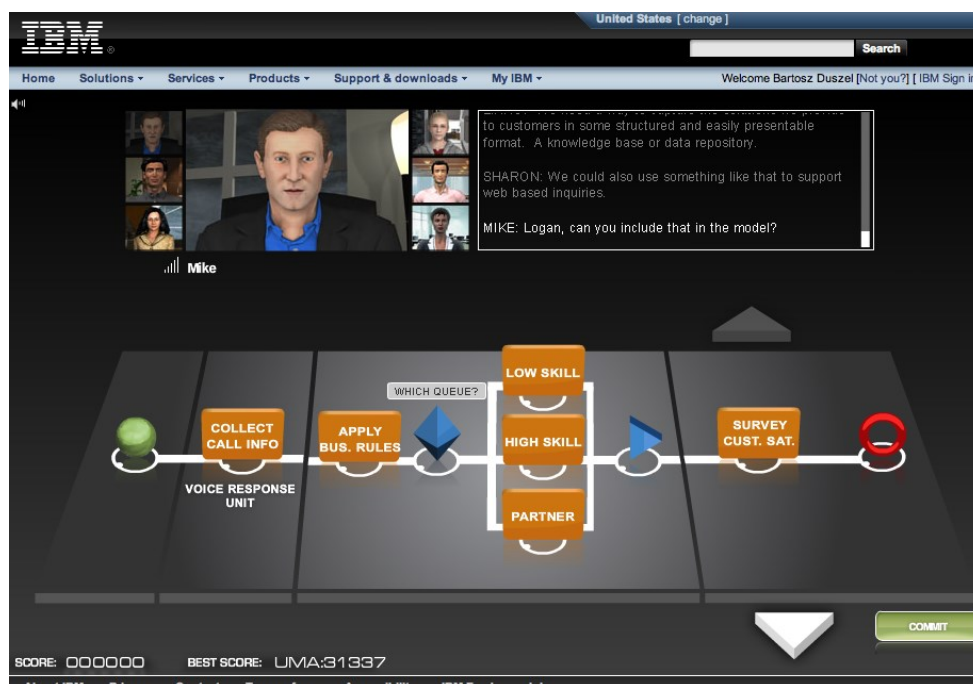 United States [ change ]
IBM®
Search
Home Solutions Services Products Support & downloads My IBM Welcome Bartosz Duszel [Not you?] [ IBM Sign in
to customers in some structured and easily presentable
format. A knowledge base or data repository.
SHARON: We could also use something like that to support
web based inquiries.
MIKE: Logan, can you include that in the model?
Mike
LOW SKILL
WHICH QUEUE?
COLLECT
CALL INFO
APPLY
BUS. RULES
HIGH SKILL
SURVEY
CUST. SAT.
VOICE RESPONSE
UNIT
PARTNER
COMMIT
SCORE: 000000 BEST SCORE: UMA:31337